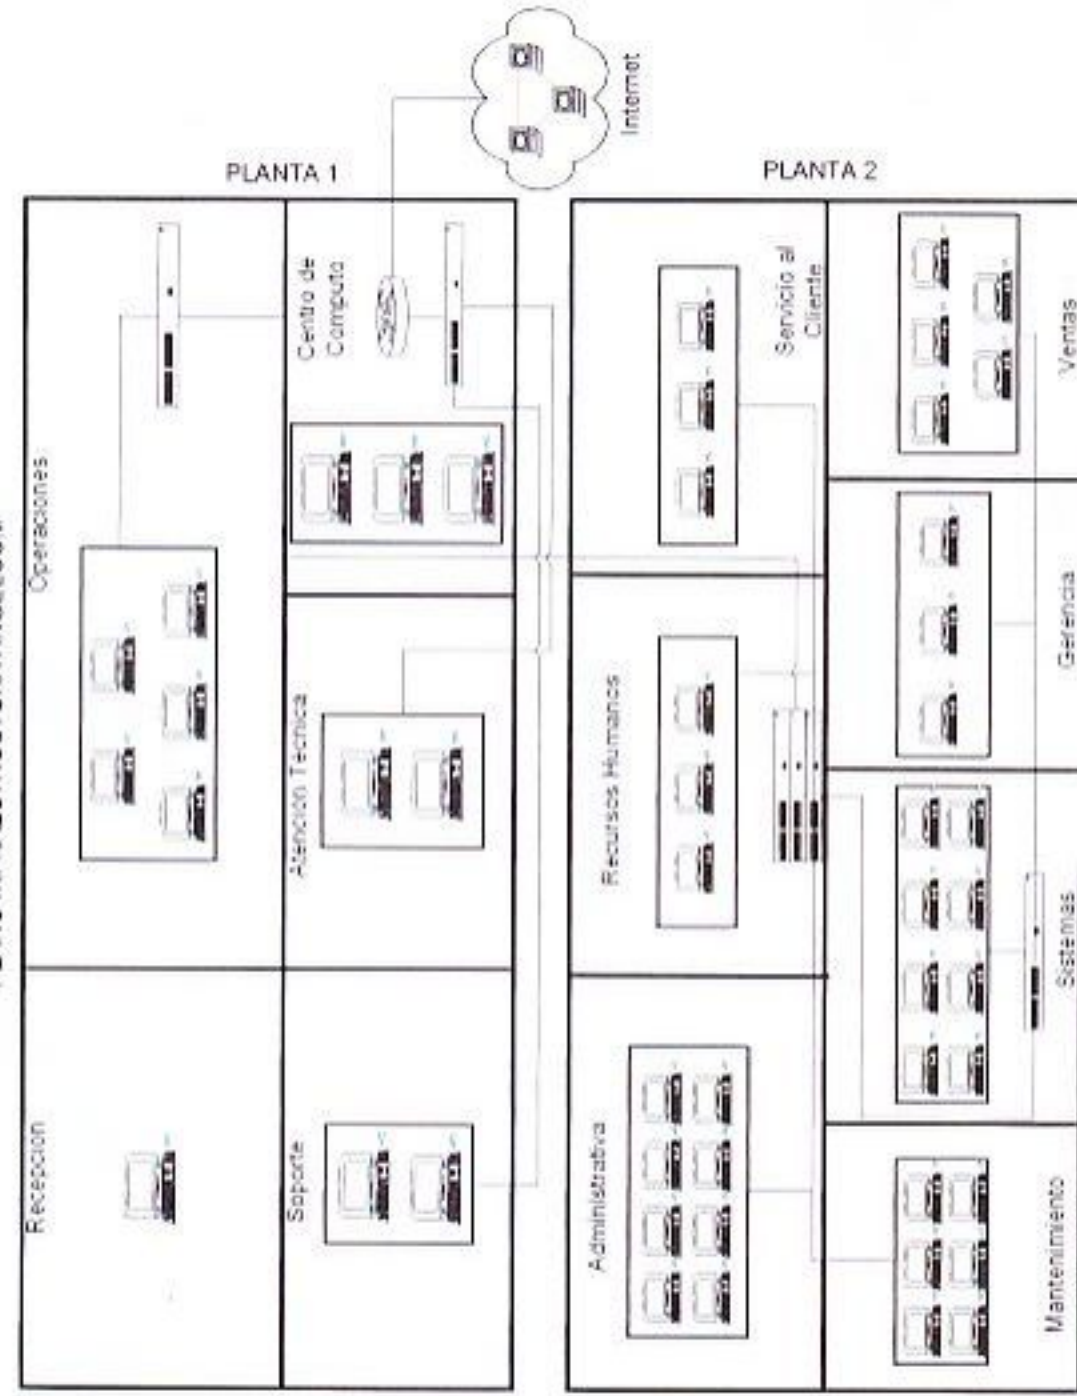 PLANTA 1
Recepcion
Operaciones
Soporte
Atencion Tecnica
Centro de
Computo
Internet
PLANTA 2
Administrativa
Recursos Humanos
Servicio al
Cliente
Mantenimiento
Sistemas
Gerencia
Ventas